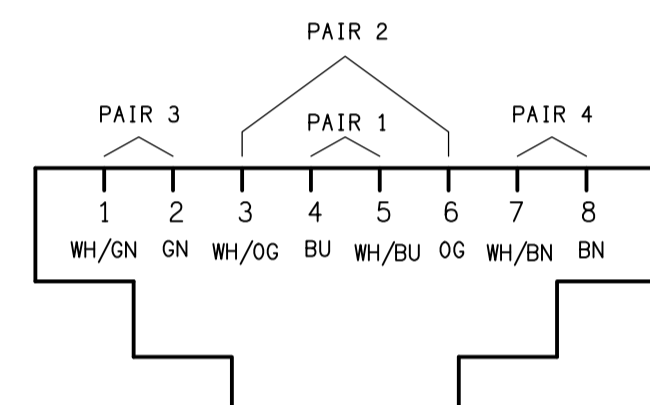 PAIR 2
PAIR 3 PAIR 1 PAIR 4
1 2 3 4 5 6 7 8
WH/GN GN WH/OG BU WH/BU OG WH/BN BN